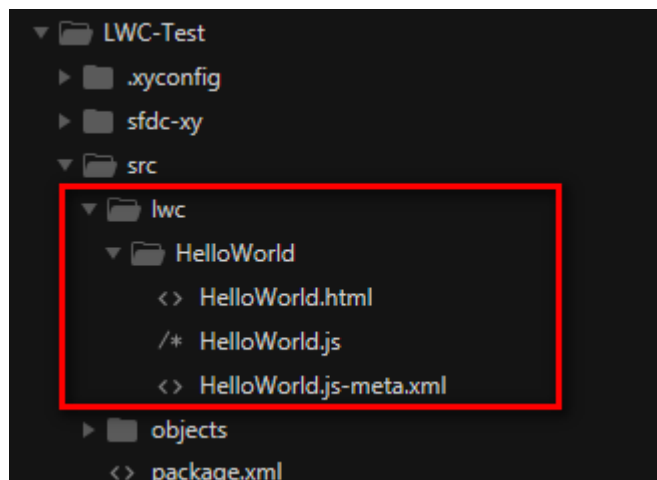 LWC-Test
.xyconfig
sfdc-xy
src
lwc
HelloWorld
<> HelloWorld.html
/* HelloWorld.js
<> HelloWorld.js-meta.xml
objects
<> package.xml